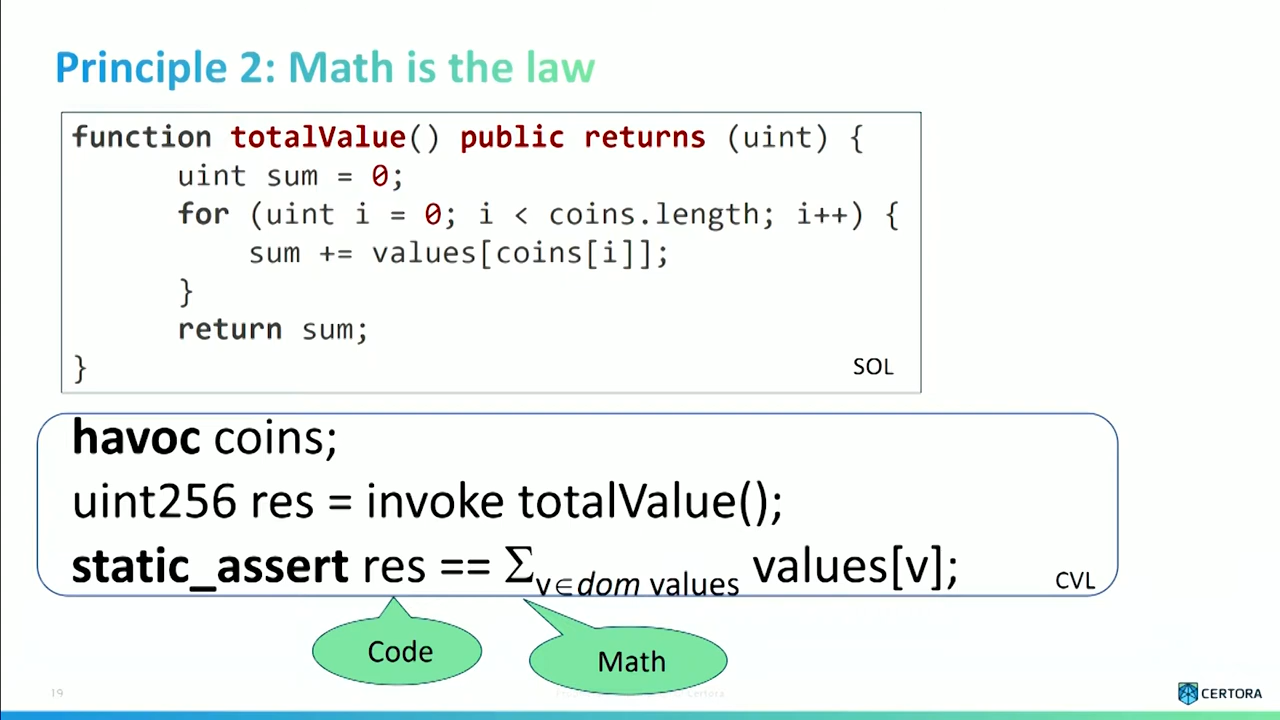 Principle 2: Math is the law
function totalValue() public returns (uint) {
uint sum = 0;
for (uint i = 0; i < coins.length; i++) {
sum += values[coins[i]];
}
return sum;
}
SOL
havoc coins;
uint256 res = invoke totalValue();
static_assert res == Σv∈dom values values[v];
CVL
Code
Math
19
Certora
CERTORA